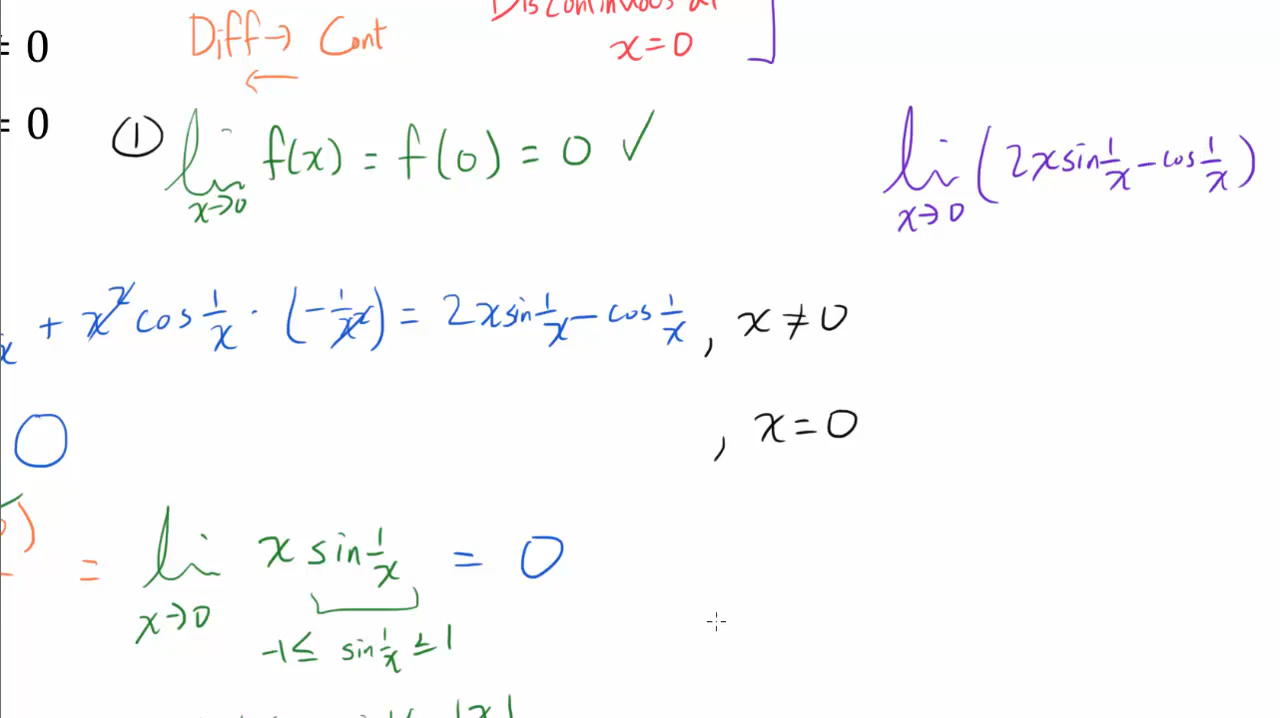 = 0
Diff → Cont
←
x=0
= 0
① lim x→0 f(x) = f(0) = 0 ✓
lim x→0 (2x sin 1/x − cos 1/x)
+ x² cos 1/x · (− 1/x²) = 2x sin 1/x − cos 1/x , x ≠ 0
0 , x = 0
= lim x→0 x sin 1/x = 0
-1 ≤ sin 1/x ≤ 1
|x|